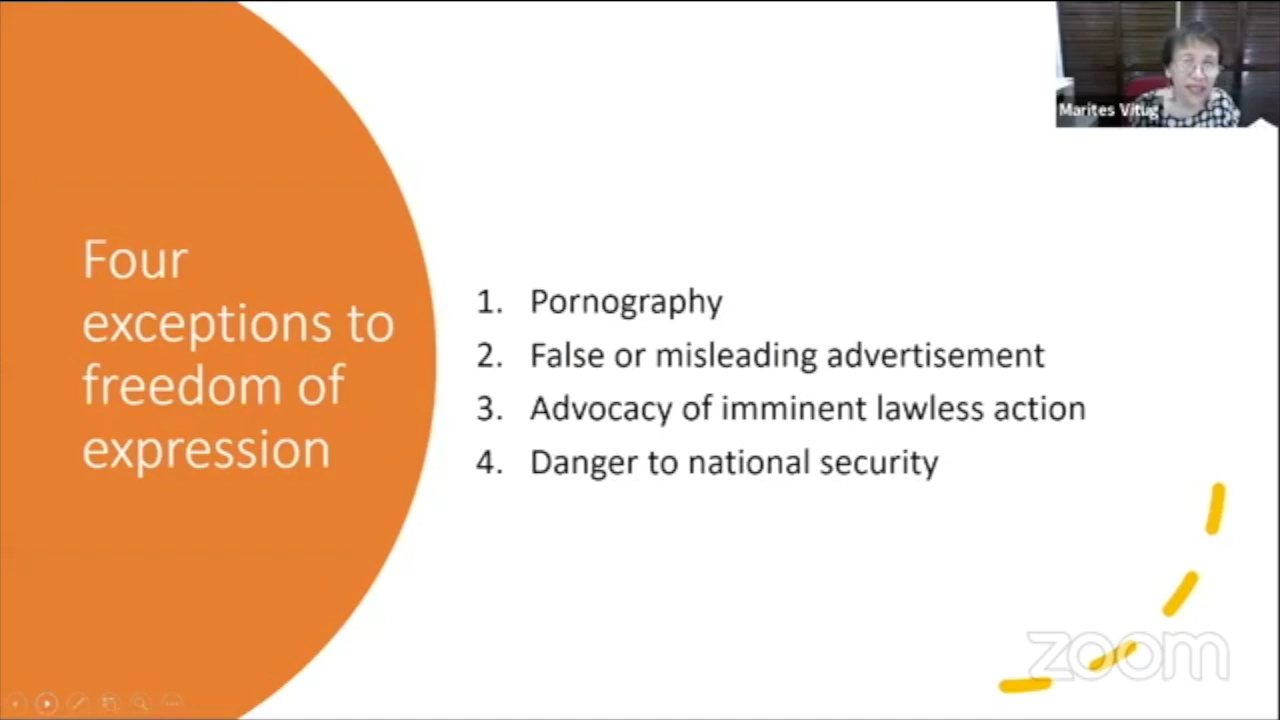 Marites Vitug
Four
exceptions to
freedom of
expression
1. Pornography
2. False or misleading advertisement
3. Advocacy of imminent lawless action
4. Danger to national security
zoom